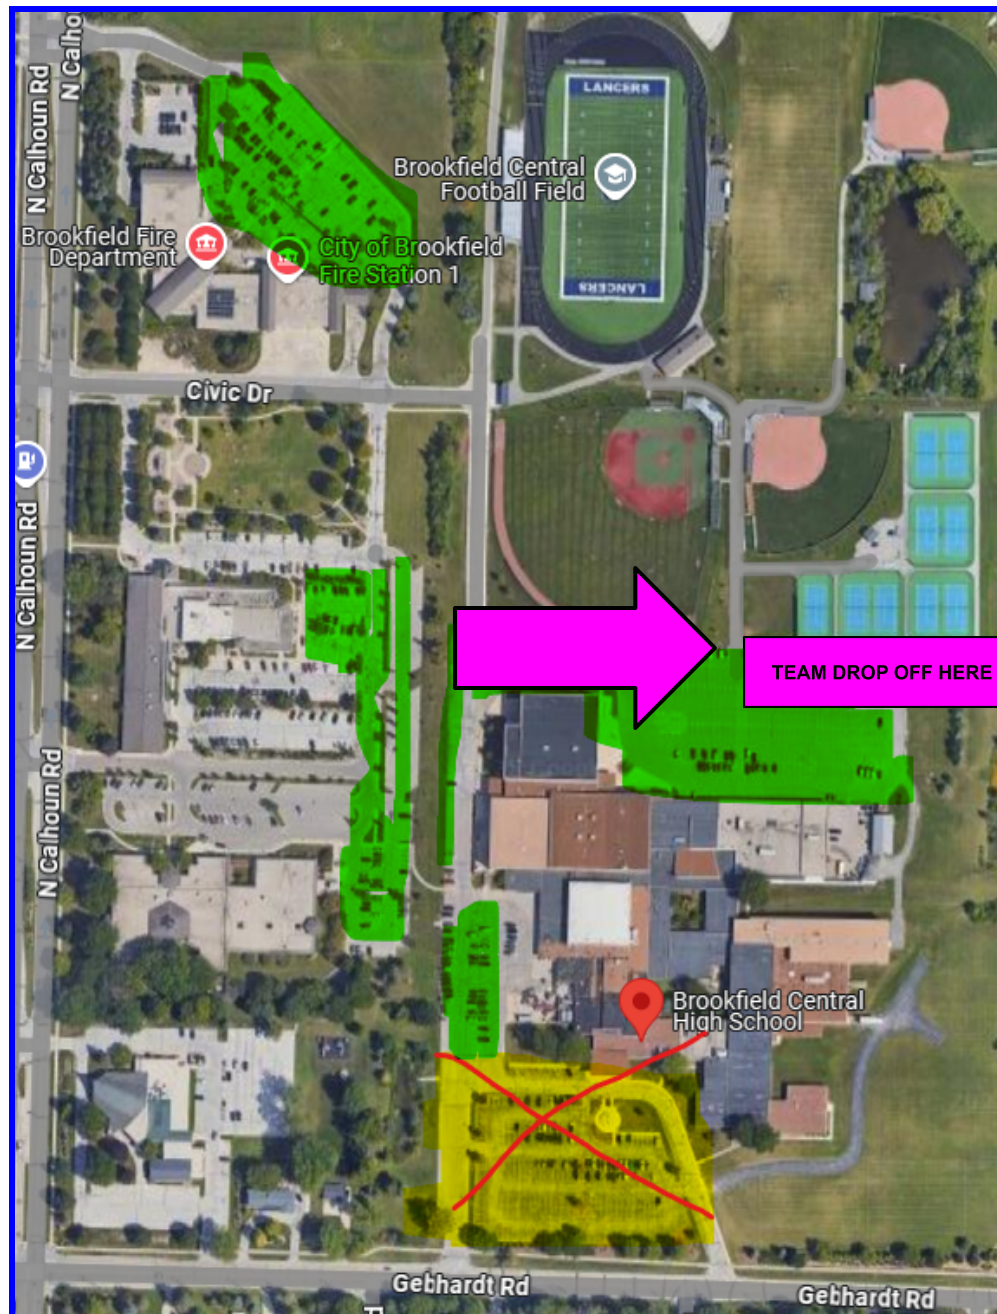 N Calho
N Calhoun Rd
LANCERS
Brookfield Central
Football Field
Brookfield Fire
Department
City of Brookfield
Fire Station 1
LANCERS
Civic Dr
N Calhoun Rd
TEAM DROP OFF HERE
N Calhoun Rd
Brookfield Central
High School
Gebhardt Rd
Gebhardt Rd